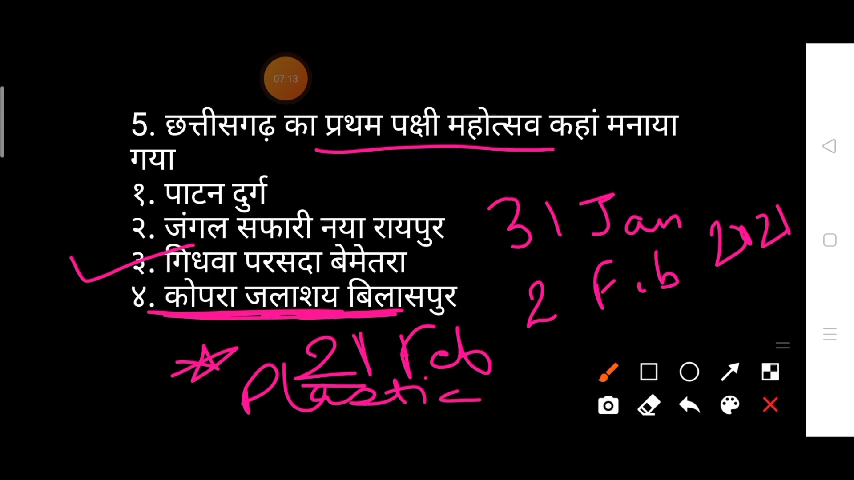 07:13
5. छत्तीसगढ़ का प्रथम पक्षी महोत्सव कहां मनाया
गया
१. पाटन दुर्ग
२. जंगल सफारी नया रायपुर
३. गिधवा परसदा बेमेतरा
४. कोपरा जलाशय बिलासपुर
31 Jan
2 Feb 2021
21 Feb
Plastic